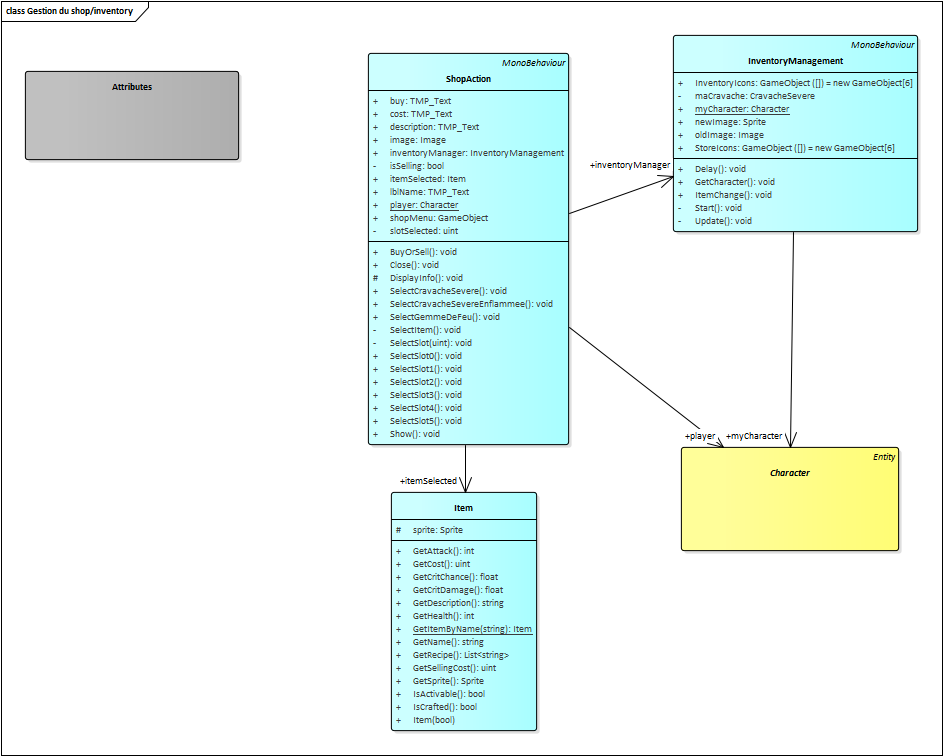 class Gestion du shop/inventory
Attributes
MonoBehaviour
ShopAction
+ buy: TMP_Text
+ cost: TMP_Text
+ description: TMP_Text
+ image: Image
+ inventoryManager: InventoryManagement
- isSelling: bool
+ itemSelected: Item
+ lblName: TMP_Text
+ player: Character
+ shopMenu: GameObject
- slotSelected: uint
+ BuyOrSell(): void
+ Close(): void
# DisplayInfo(): void
+ SelectCravacheSevere(): void
+ SelectCravacheSevereEnflammee(): void
+ SelectGemmeDeFeu(): void
- SelectItem(): void
- SelectSlot(uint): void
+ SelectSlot0(): void
+ SelectSlot1(): void
+ SelectSlot2(): void
+ SelectSlot3(): void
+ SelectSlot4(): void
+ SelectSlot5(): void
+ Show(): void
+inventoryManager
MonoBehaviour
InventoryManagement
+ InventoryIcons: GameObject ([]) = new GameObject[6]
- maCravache: CravacheSevere
+ myCharacter: Character
+ newImage: Sprite
+ oldImage: Image
+ StoreIcons: GameObject ([]) = new GameObject[6]
+ Delay(): void
+ GetCharacter(): void
+ ItemChange(): void
- Start(): void
- Update(): void
+player
+myCharacter
Entity
Character
+itemSelected
Item
# sprite: Sprite
+ GetAttack(): int
+ GetCost(): uint
+ GetCritChance(): float
+ GetCritDamage(): float
+ GetDescription(): string
+ GetHealth(): int
+ GetItemByName(string): Item
+ GetName(): string
+ GetRecipe(): List<string>
+ GetSellingCost(): uint
+ GetSprite(): Sprite
+ IsActivable(): bool
+ IsCrafted(): bool
+ Item(bool)